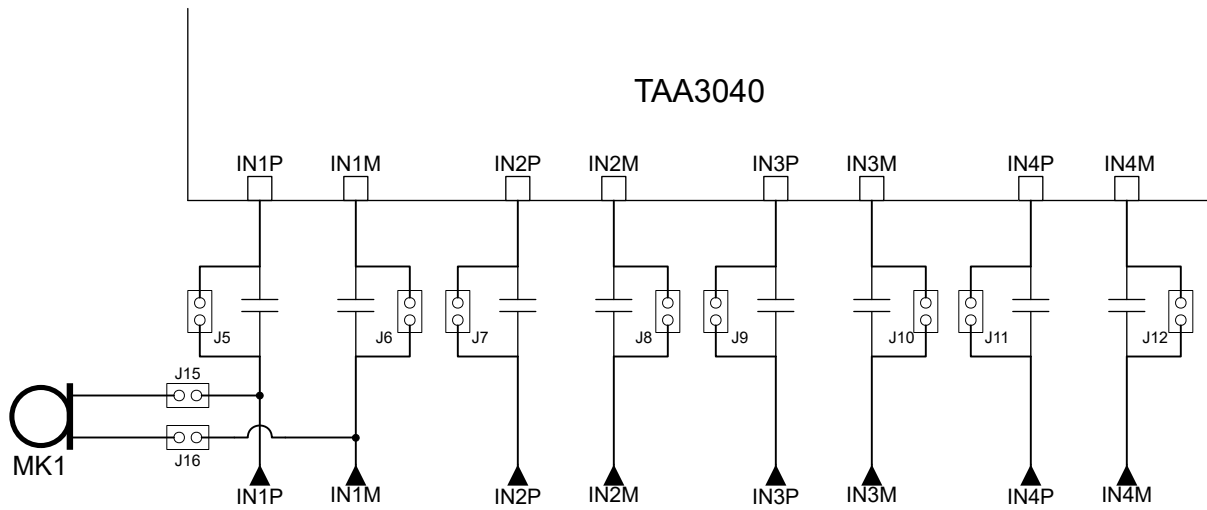 TAA3040
IN1P IN1M IN2P IN2M IN3P IN3M IN4P IN4M
J5 J6 J7 J8 J9 J10 J11 J12
J15
J16
MK1
IN1P IN1M IN2P IN2M IN3P IN3M IN4P IN4M